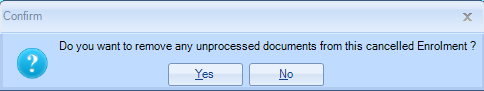 Confirm
Do you want to remove any unprocessed documents from this cancelled Enrolment ?
Yes No